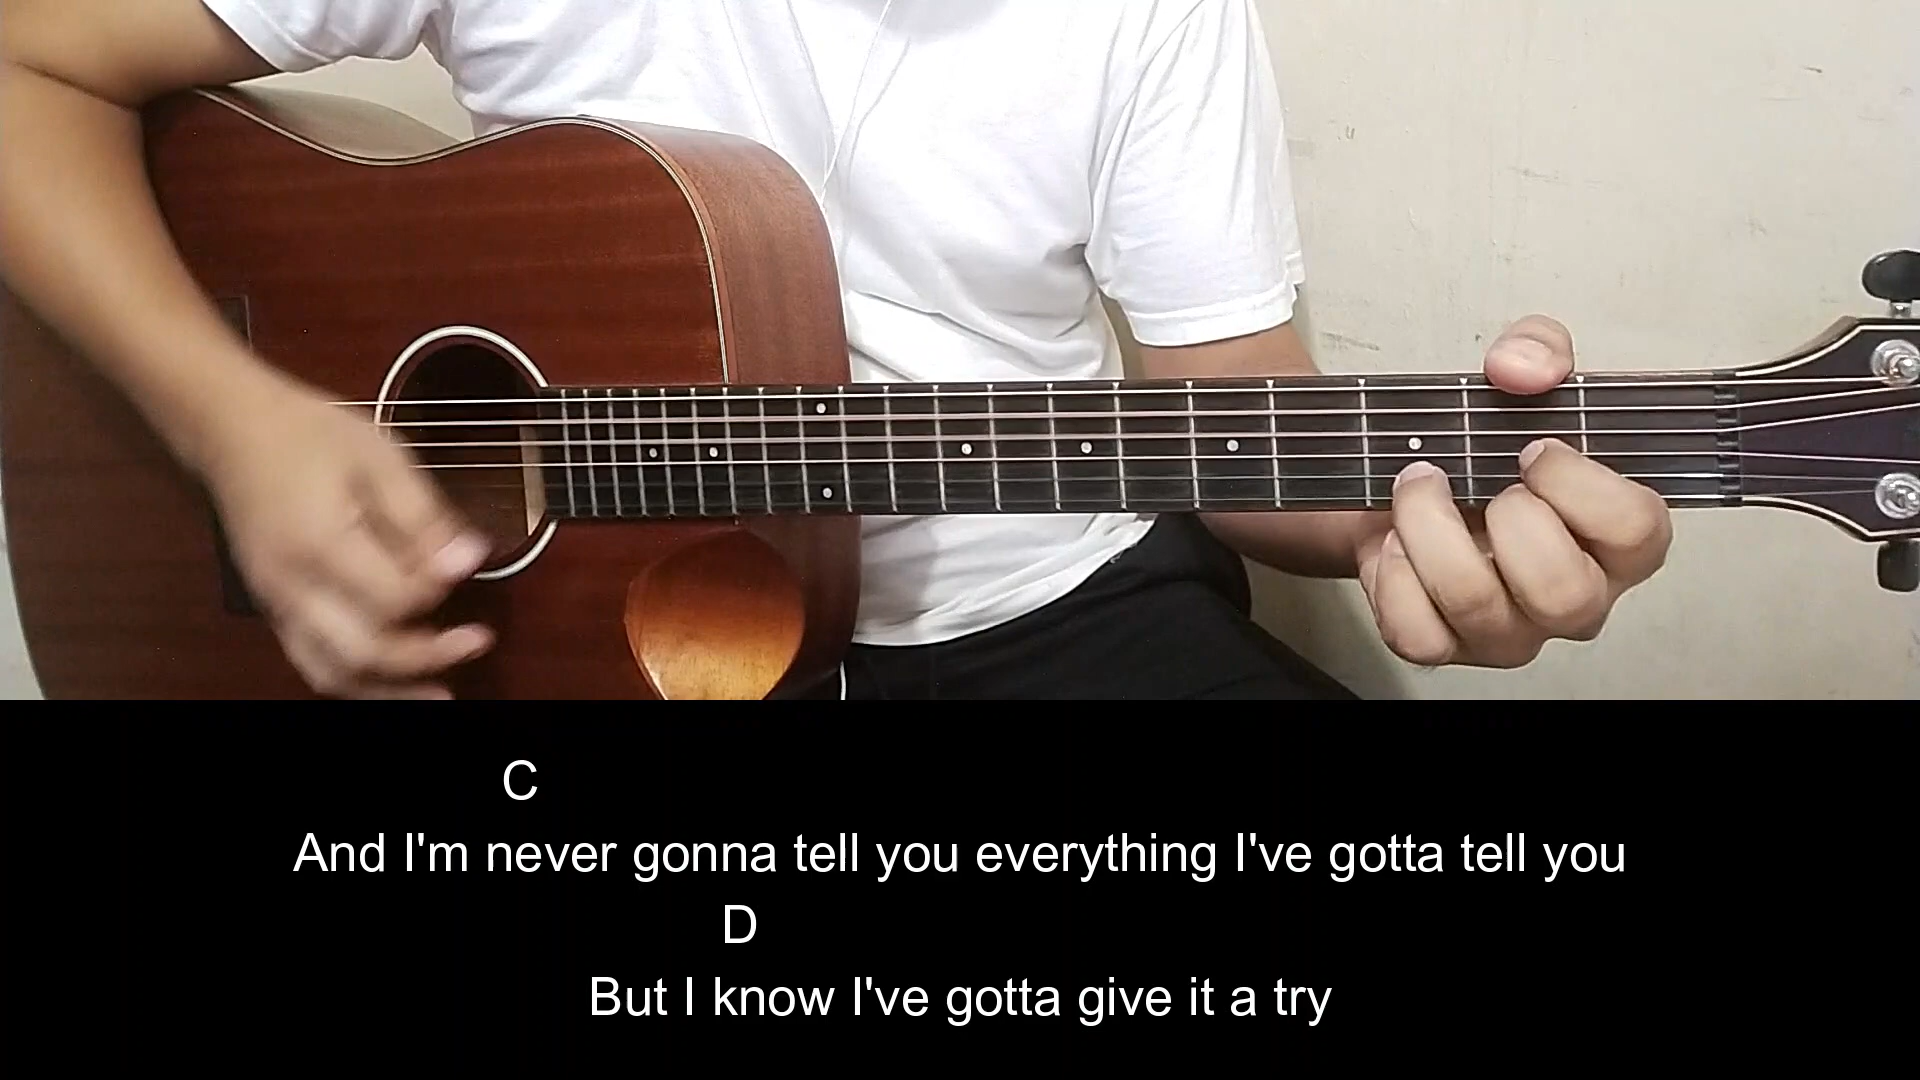 C
And I'm never gonna tell you everything I've gotta tell you
D
But I know I've gotta give it a try